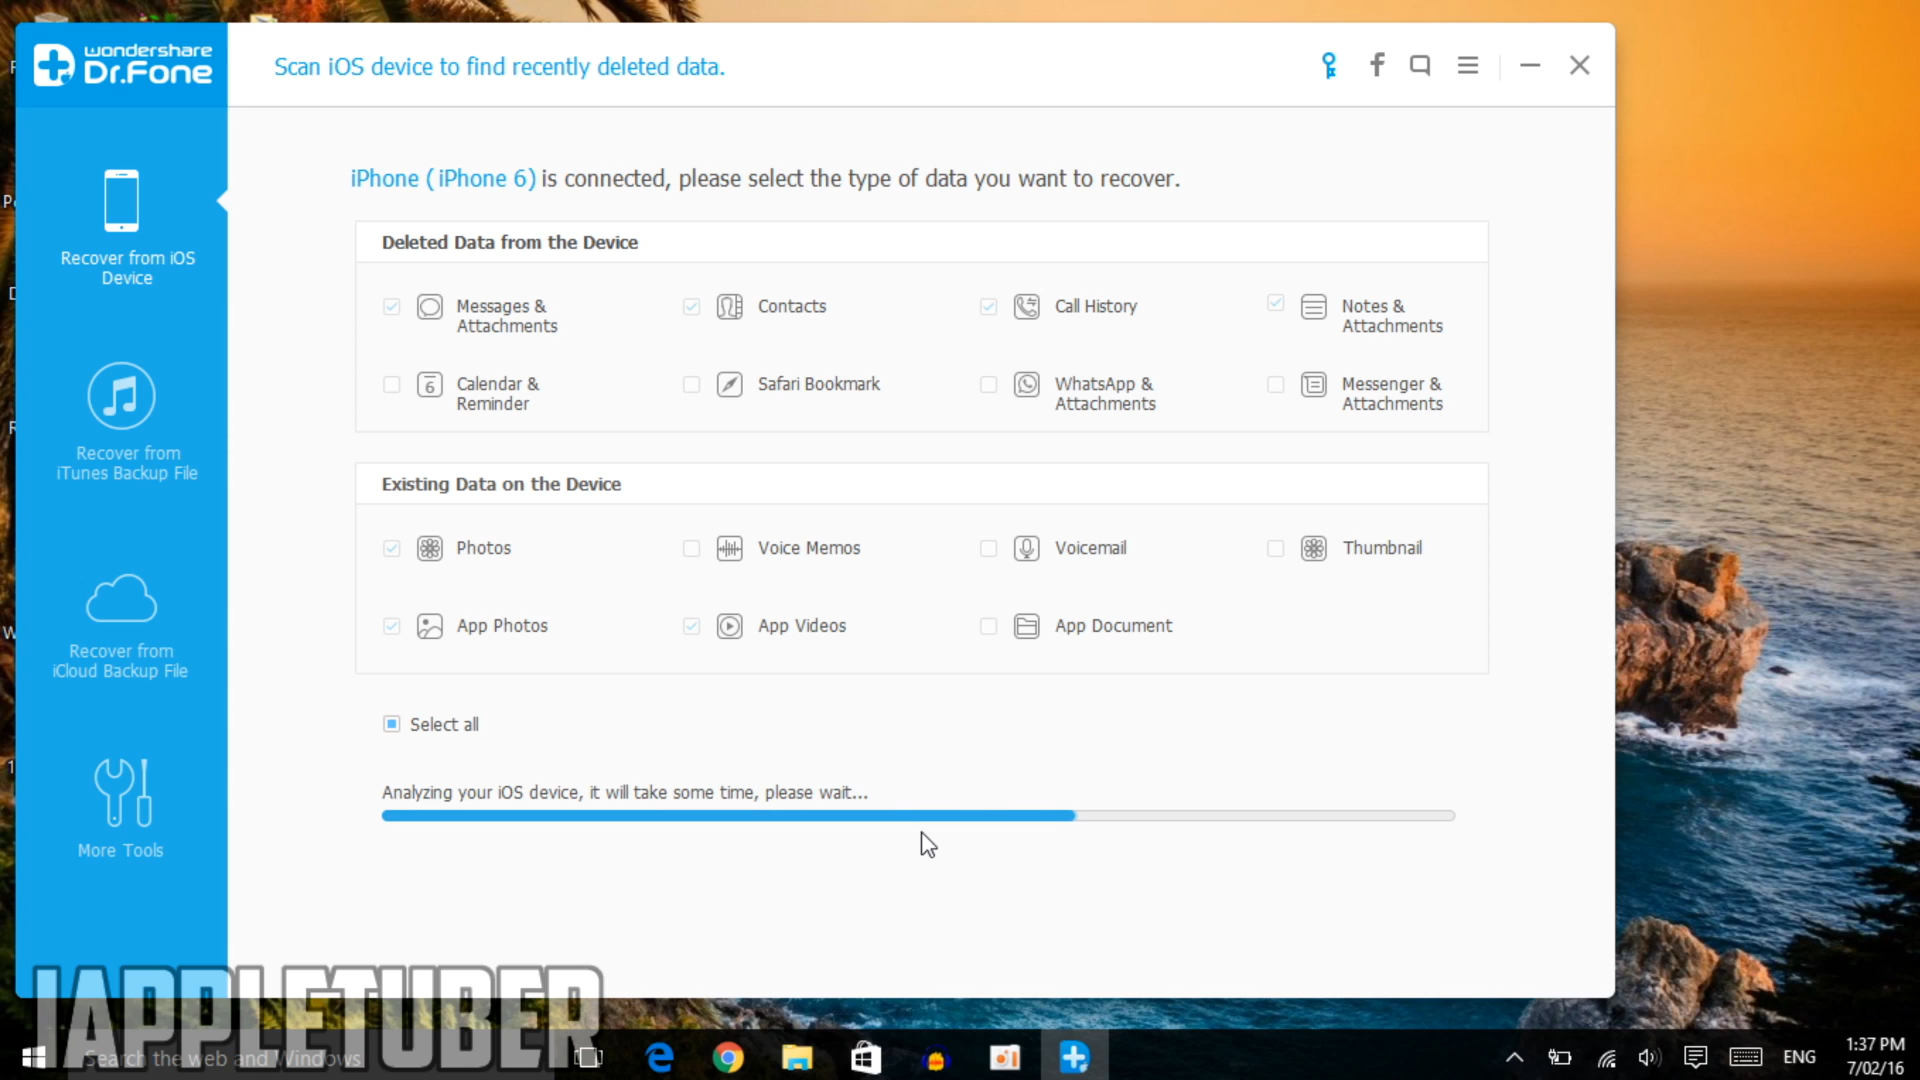 wondershare
Dr.Fone
Scan iOS device to find recently deleted data.
iPhone ( iPhone 6) is connected, please select the type of data you want to recover.
Recover from iOS
Device
Recover from
iTunes Backup File
Recover from
iCloud Backup File
More Tools
Deleted Data from the Device
Messages &
Attachments
Contacts
Call History
Notes &
Attachments
6
Calendar &
Reminder
Safari Bookmark
WhatsApp &
Attachments
Messenger &
Attachments
Existing Data on the Device
Photos
Voice Memos
Voicemail
Thumbnail
App Photos
App Videos
App Document
Select all
Analyzing your iOS device, it will take some time, please wait...
IAPPLETUBER
Search the web and Windows
ENG
1:37 PM
7/02/16